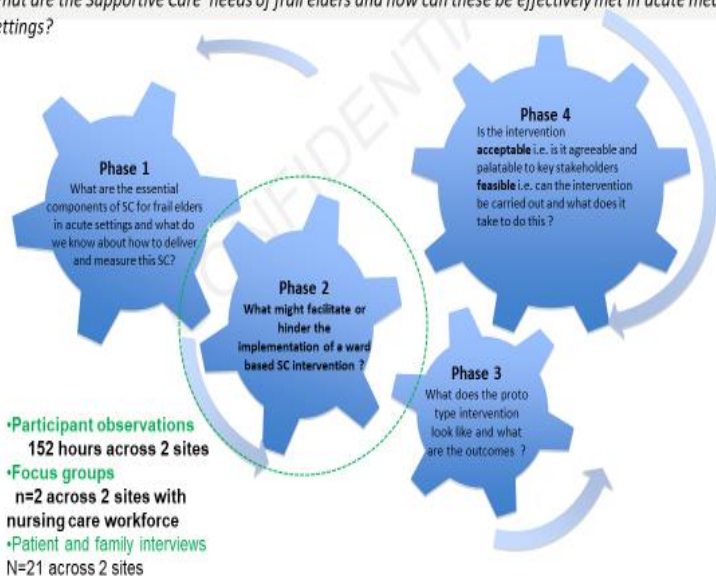 What are the Supportive Care needs of frail elders and how can these be effectively met in acute
settings?
Phase 1
What are the essential
components of SC for frail elders
in acute settings and what do
we know about how to deliver
and measure this SC?
Phase 2
What might facilitate or
hinder the
implementation of a ward
based SC intervention ?
Phase 4
Is the intervention
acceptable i.e. is it agreeable and
palatable to key stakeholders
feasible i.e. can the intervention
be carried out and what does it
take to do this ?
Phase 3
What does the proto
type intervention
look like and what
are the outcomes ?
•Participant observations
152 hours across 2 sites
•Focus groups
n=2 across 2 sites with
nursing care workforce
•Patient and family interviews
N=21 across 2 sites
CONFIDENTIAL